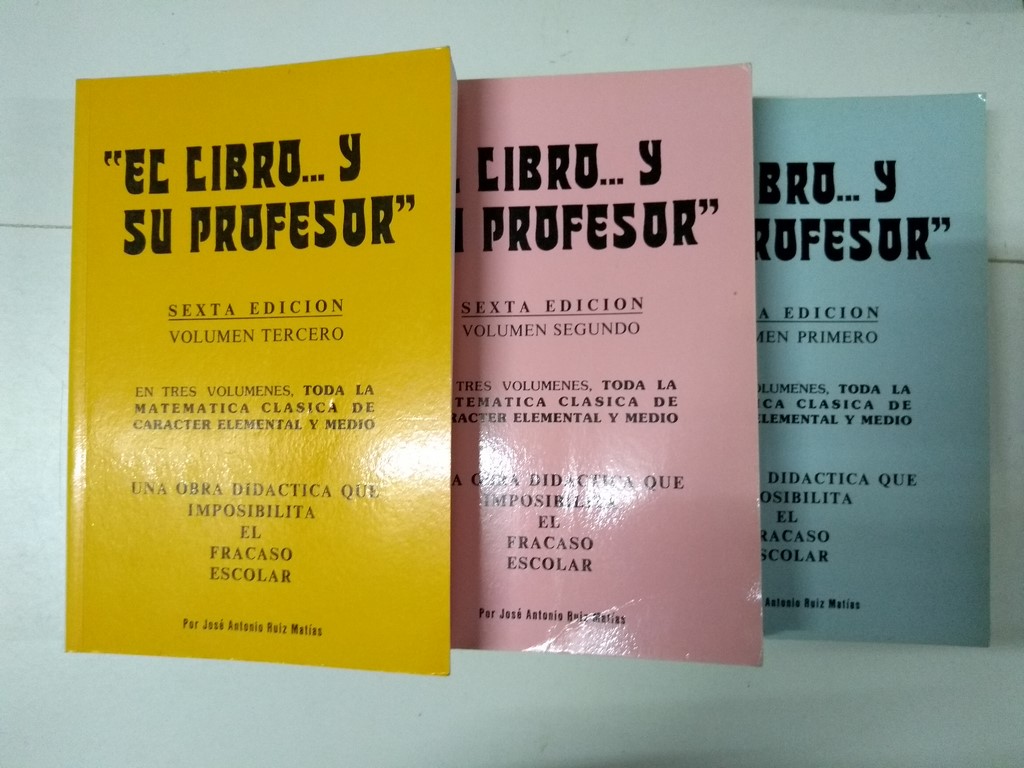 "EL LIBRO... Y
SU PROFESOR"
SEXTA EDICION
VOLUMEN TERCERO
EN TRES VOLUMENES, TODA LA
MATEMATICA CLASICA DE
CARACTER ELEMENTAL Y MEDIO
UNA OBRA DIDACTICA QUE
IMPOSIBILITA
EL
FRACASO
ESCOLAR
Por José Antonio Ruiz Matías
L LIBRO... Y
U PROFESOR"
SEXTA EDICION
VOLUMEN SEGUNDO
TRES VOLUMENES, TODA LA
TEMATICA CLASICA DE
RACTER ELEMENTAL Y MEDIO
A OBRA DIDACTICA QUE
IMPOSIBILITA
EL
FRACASO
ESCOLAR
Por José Antonio Ruiz Matías
BRO... Y
ROFESOR"
A EDICION
MEN PRIMERO
OLUMENES, TODA LA
ICA CLASICA DE
ELEMENTAL Y MEDIO
DIDACTICA QUE
OSIBILITA
EL
RACASO
SCOLAR
Antonio Ruiz Matías